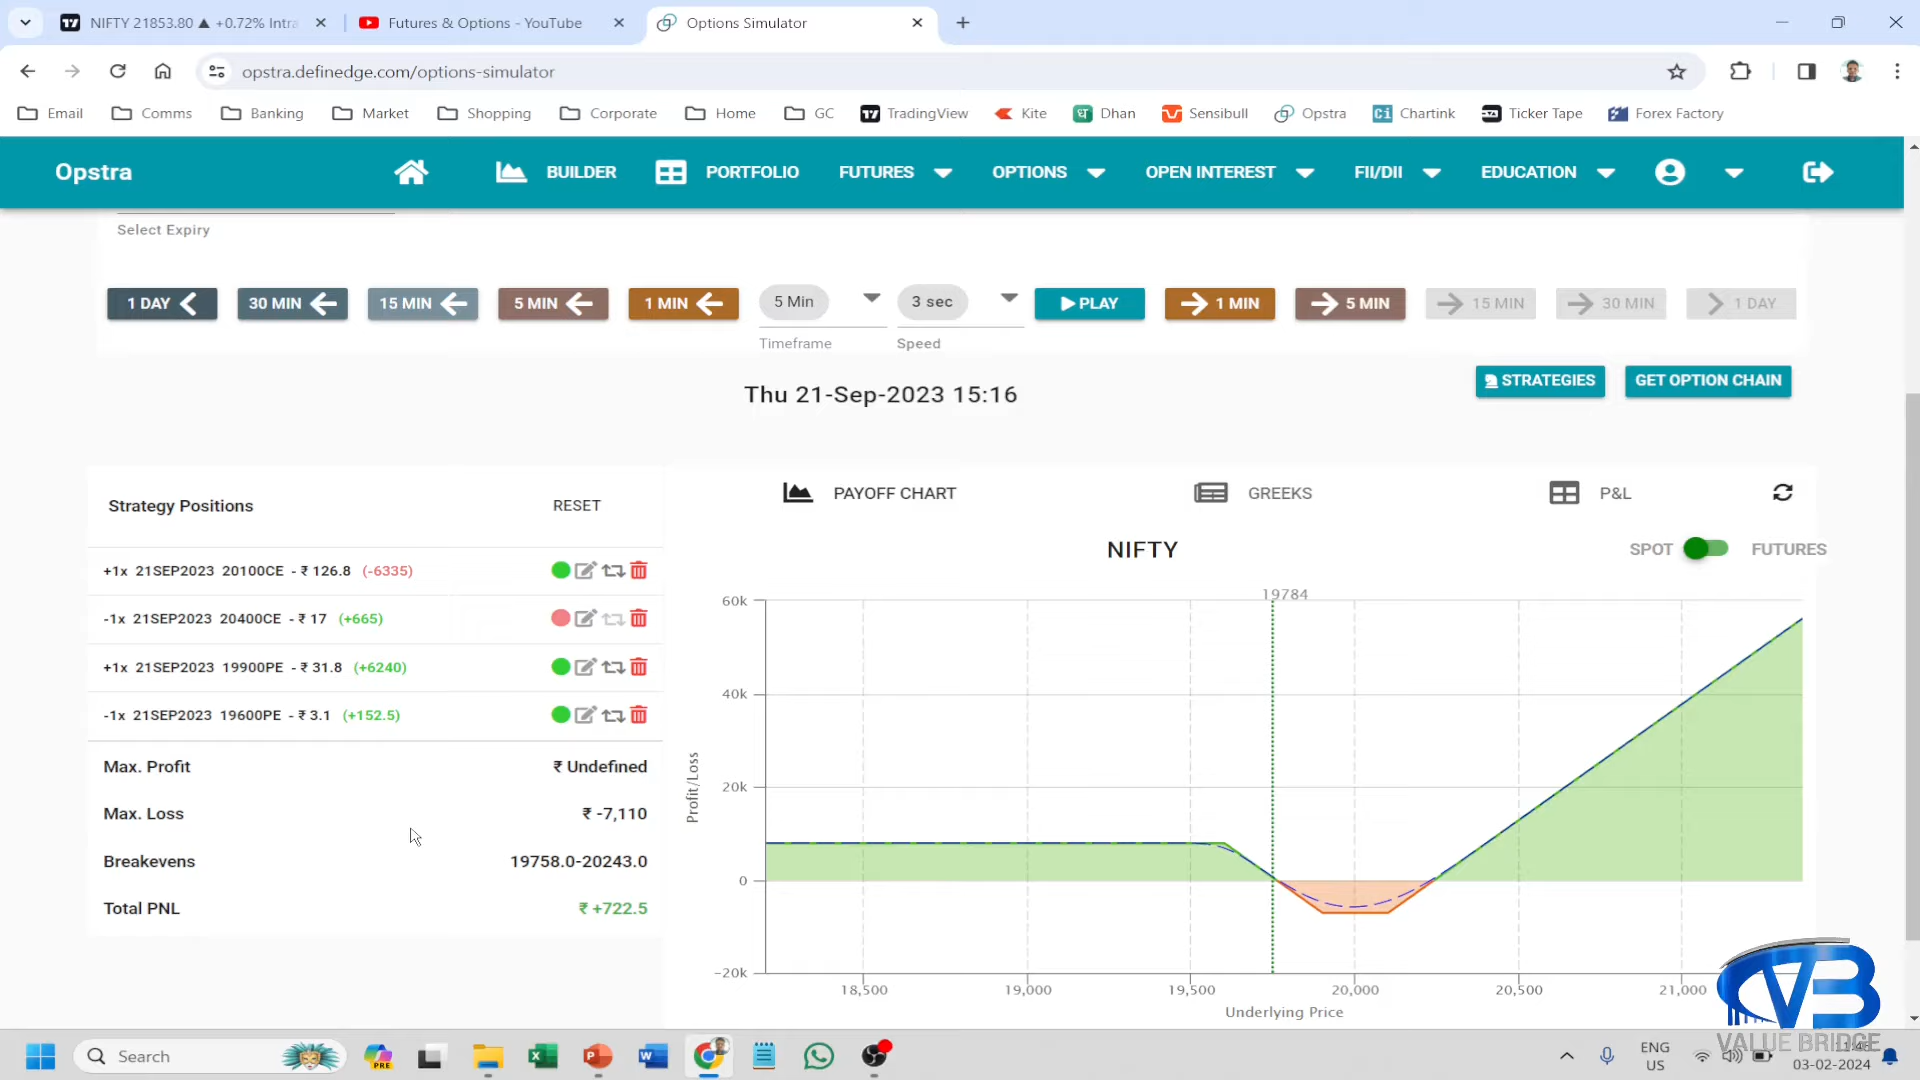 NIFTY 21853.80 ▲ +0.72% Intra
Futures & Options - YouTube
Options Simulator
opstra.definedge.com/options-simulator
Email Comms Banking Market Shopping Corporate Home GC TradingView Kite Dhan Sensibull Opstra Chartink Ticker Tape Forex Factory
Opstra BUILDER PORTFOLIO FUTURES OPTIONS OPEN INTEREST FII/DII EDUCATION
Select Expiry
1 DAY 30 MIN 15 MIN 5 MIN 1 MIN 5 Min 3 sec PLAY 1 MIN 5 MIN 15 MIN 30 MIN 1 DAY
Timeframe Speed
Thu 21-Sep-2023 15:16
STRATEGIES GET OPTION CHAIN
Strategy Positions RESET
+1x 21SEP2023 20100CE - ₹ 126.8 (-6335)
-1x 21SEP2023 20400CE - ₹ 17 (+665)
+1x 21SEP2023 19900PE - ₹ 31.8 (+6240)
-1x 21SEP2023 19600PE - ₹ 3.1 (+152.5)
Max. Profit ₹ Undefined
Max. Loss ₹ -7,110
Breakevens 19758.0-20243.0
Total PNL ₹ +722.5
PAYOFF CHART GREEKS P&L
NIFTY
SPOT FUTURES
19784
60k
40k
20k
0
-20k
Profit/Loss
18,500 19,000 19,500 20,000 20,500 21,000
Underlying Price
VB
VALUE BRIDGE
Search
PRE
ENG
US
03-02-2024